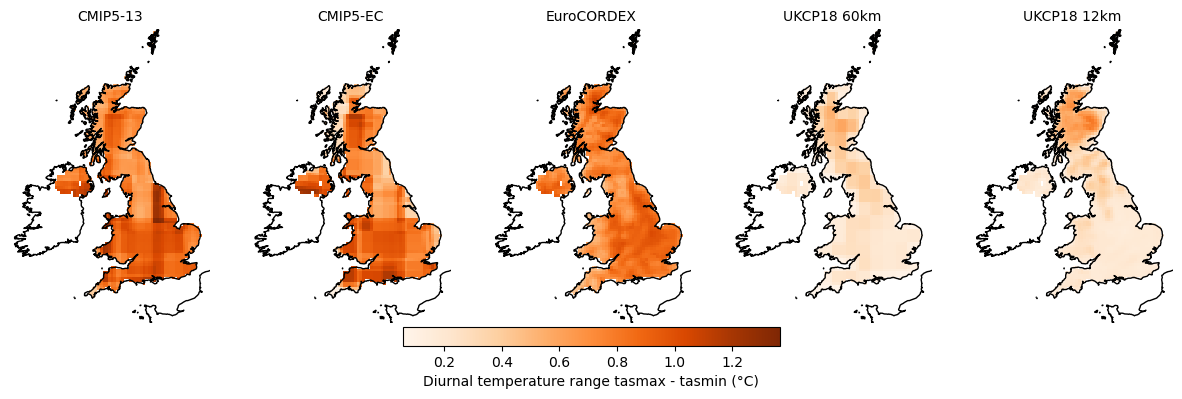 CMIP5-13
CMIP5-EC
EuroCORDEX
UKCP18 60km
UKCP18 12km
0.2
0.4
0.6
0.8
1.0
1.2
Diurnal temperature range tasmax - tasmin (°C)